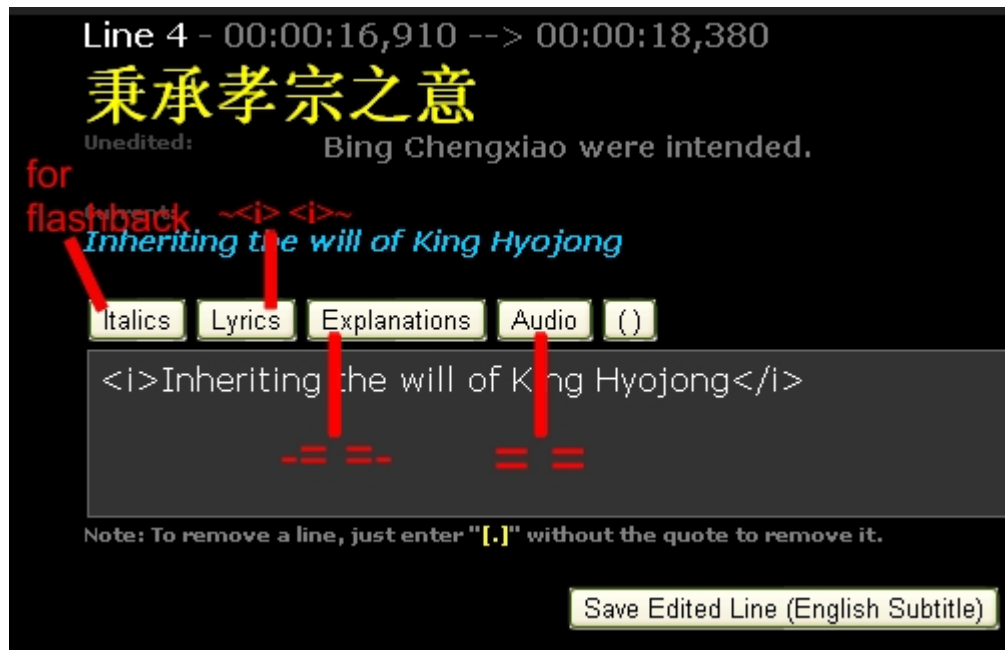 Line 4 - 00:00:16,910 --> 00:00:18,380
秉承孝宗之意
Unedited: Bing Chengxiao were intended.
for
flashback ~<i> <i>~
Current:
Inheriting the will of King Hyojong
Italics Lyrics Explanations Audio ()
<i>Inheriting the will of King Hyojong</i>
-= =- = =
Note: To remove a line, just enter "[.]" without the quote to remove it.
Save Edited Line (English Subtitle)